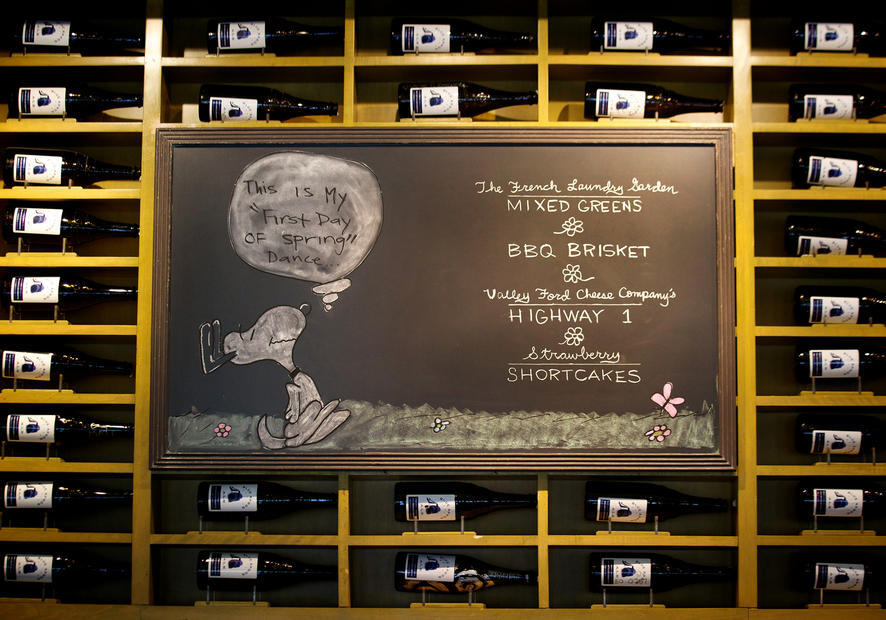 This is My
"First Day
of spring"
Dance...
The French Laundry Garden
MIXED GREENS
BBQ BRISKET
Valley Ford Cheese Company's
HIGHWAY 1
Strawberry
SHORTCAKES